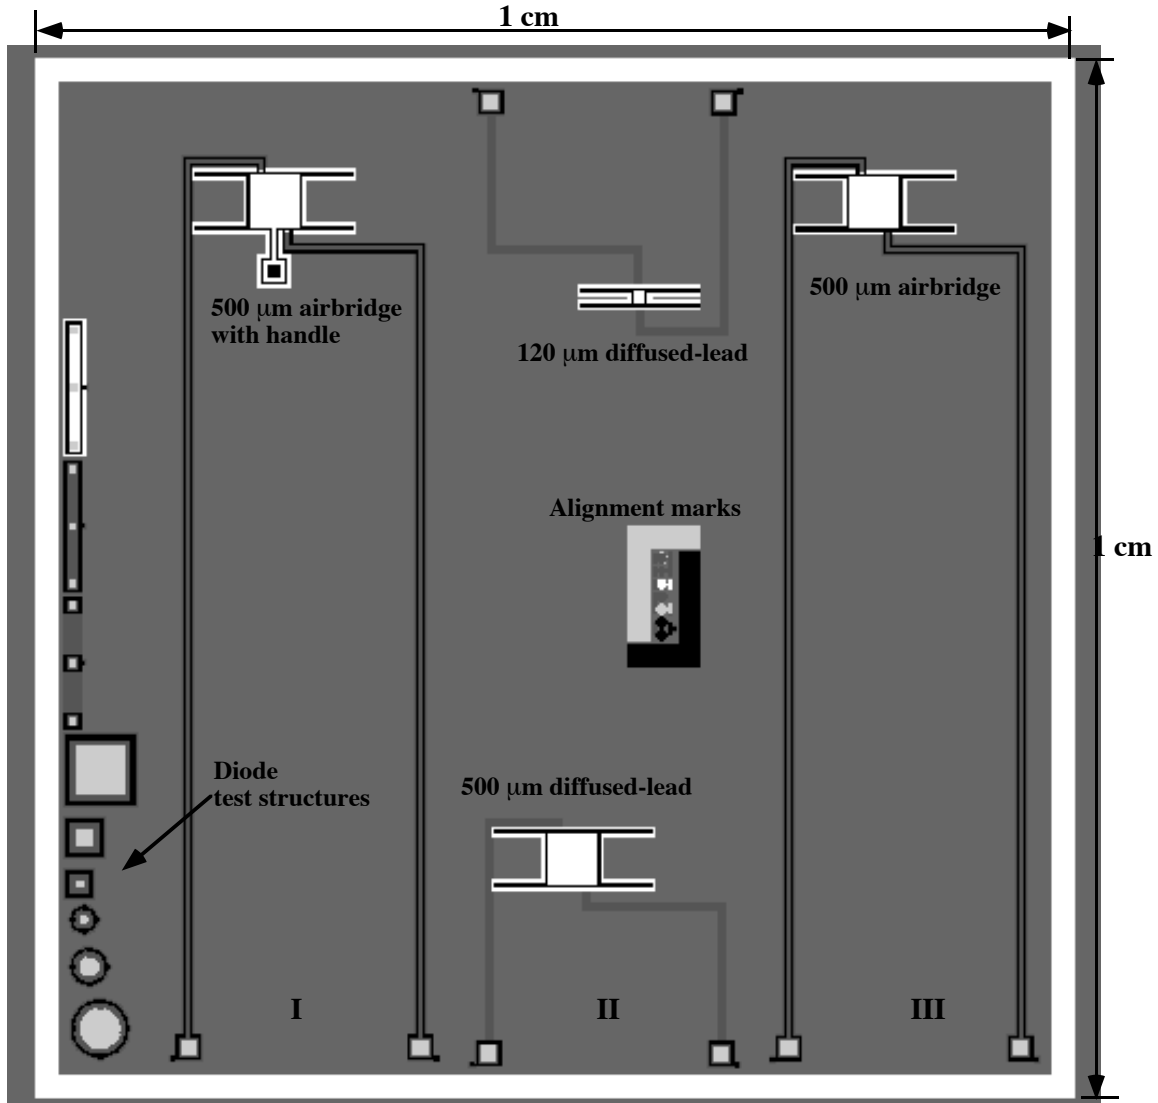 1 cm
500 μm airbridge
with handle
500 μm airbridge
120 μm diffused-lead
Alignment marks
1 cm
Diode
test structures
500 μm diffused-lead
I
II
III